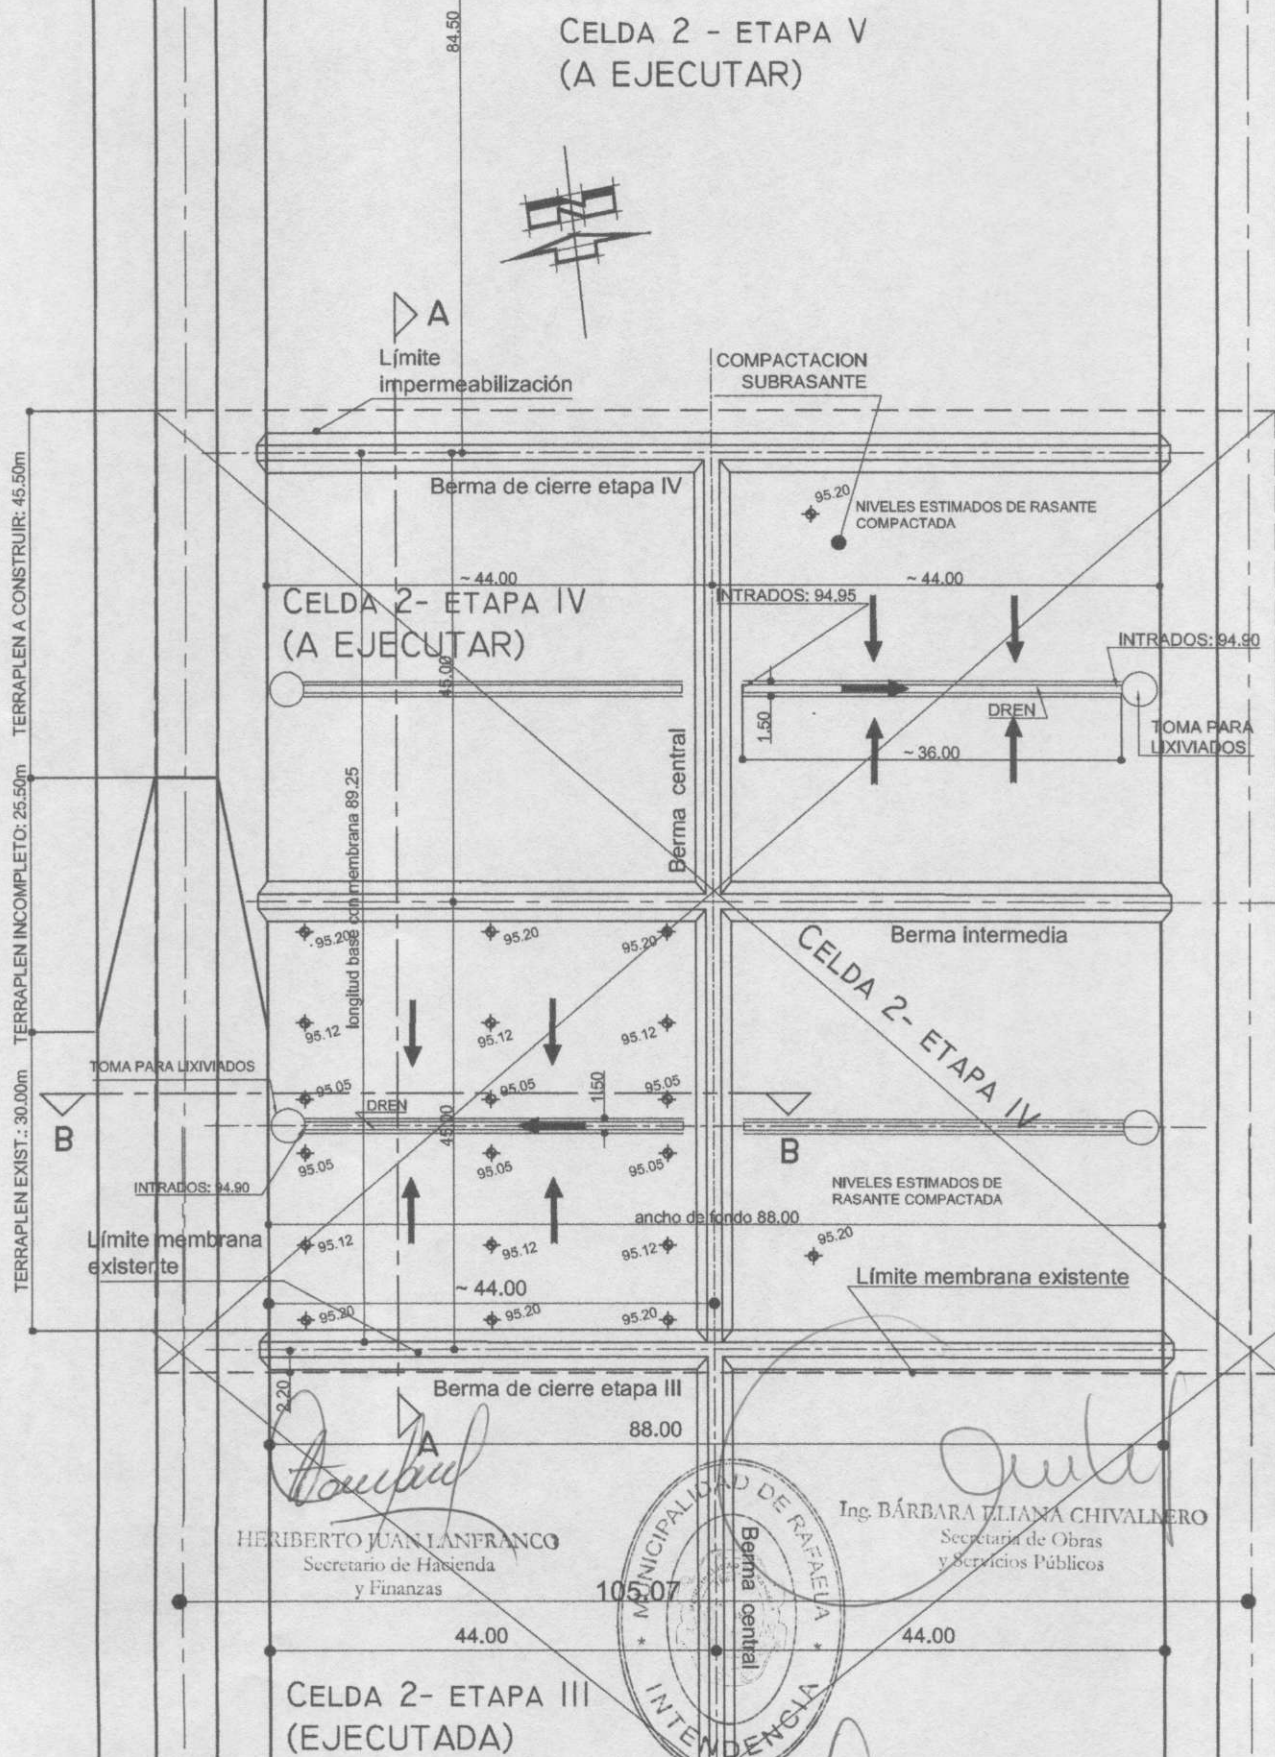 84.50
CELDA 2 - ETAPA V
(A EJECUTAR)
N
A
Límite
impermeabilización
COMPACTACION
SUBRASANTE
Berma de cierre etapa IV
95.20
NIVELES ESTIMADOS DE RASANTE
COMPACTADA
~ 44.00
~ 44.00
CELDA 2- ETAPA IV
(A EJECUTAR)
INTRADOS: 94.95
INTRADOS: 94.90
45.00
1.50
DREN
TOMA PARA
LIXIVIADOS
~ 36.00
Berma central
TERRAPLEN A CONSTRUIR: 45.50m
TERRAPLEN INCOMPLETO: 25.50m
TERRAPLEN EXIST.: 30.00m
longitud base con membrana 89.25
Berma intermedia
CELDA 2- ETAPA IV
95.20
95.20
95.20
95.12
95.12
95.12
TOMA PARA LIXIVIADOS
95.05
95.05
95.05
1.50
DREN
45.00
B
B
95.05
95.05
95.05
INTRADOS: 94.90
NIVELES ESTIMADOS DE
RASANTE COMPACTADA
ancho de fondo 88.00
95.20
Límite membrana
existente
95.12
95.12
95.12
Límite membrana existente
~ 44.00
95.20
95.20
95.20
2.20
Berma de cierre etapa III
A
88.00
HERIBERTO JUAN LANFRANCO
Secretario de Hacienda
y Finanzas
MUNICIPALIDAD DE RAFAELA
* INTENDENCIA *
Berma central
Ing. BÁRBARA ELIANA CHIVALLERO
Secretaria de Obras
y Servicios Públicos
105.07
44.00
44.00
CELDA 2- ETAPA III
(EJECUTADA)